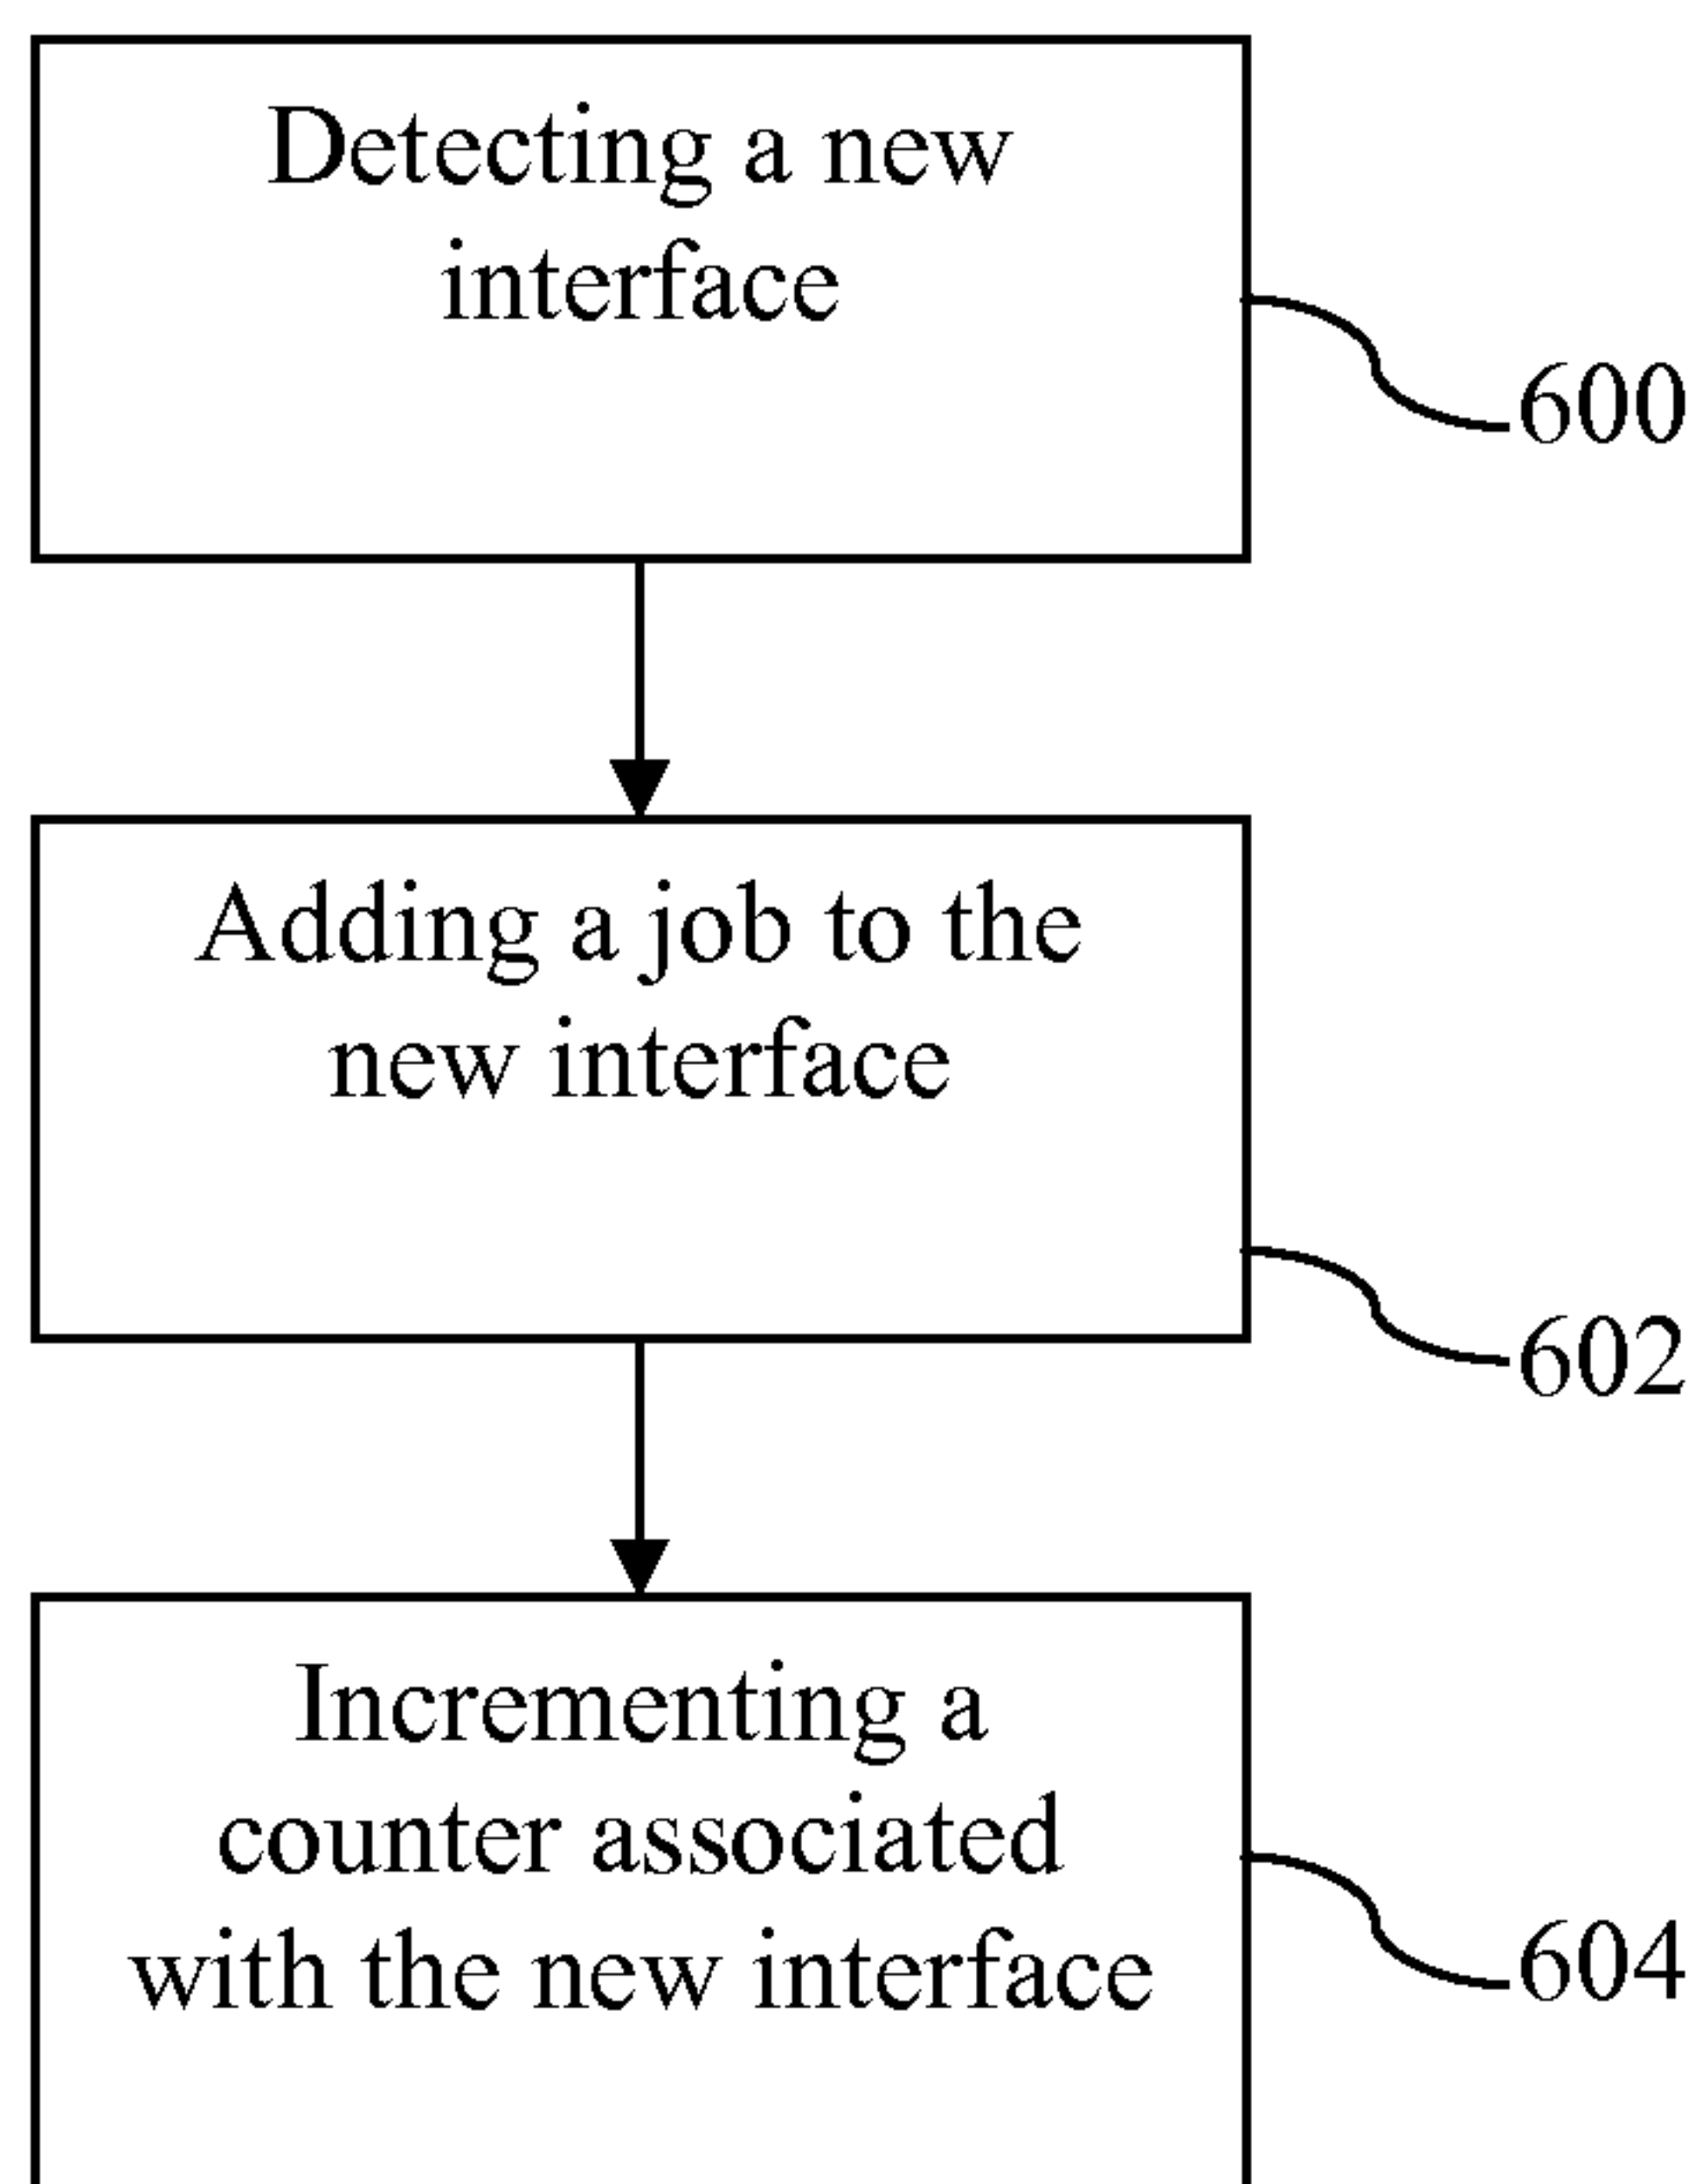 Detecting a new
interface
600
Adding a job to the
new interface
602
Incrementing a
counter associated
with the new interface
604